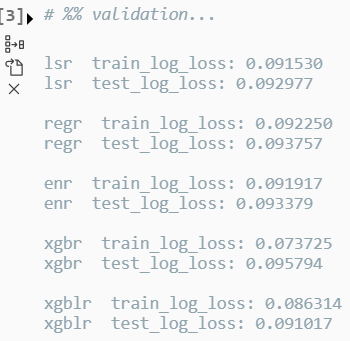 [3] # %% validation...
lsr train_log_loss: 0.091530
lsr test_log_loss: 0.092977
regr train_log_loss: 0.092250
regr test_log_loss: 0.093757
enr train_log_loss: 0.091917
enr test_log_loss: 0.093379
xgbr train_log_loss: 0.073725
xgbr test_log_loss: 0.095794
xgblr train_log_loss: 0.086314
xgblr test_log_loss: 0.091017